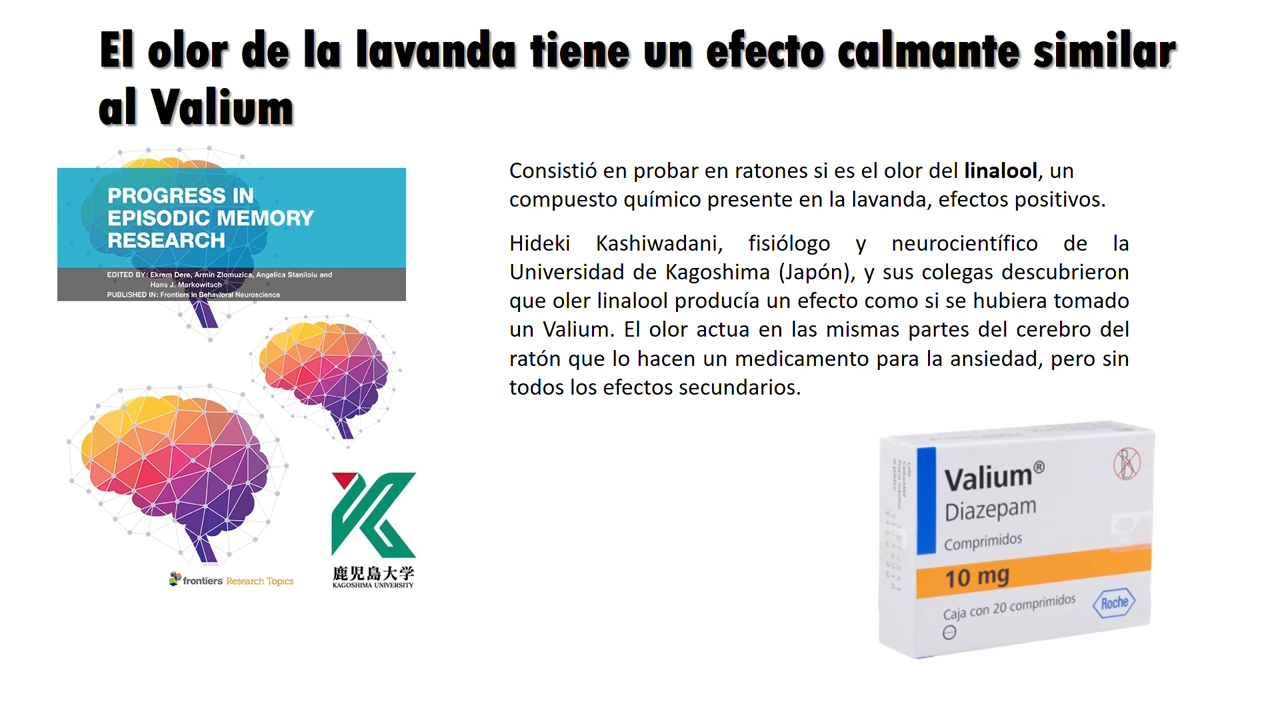 El olor de la lavanda tiene un efecto calmante similar
al Valium
PROGRESS IN
EPISODIC MEMORY
RESEARCH
EDITED BY: Ekrem Dere, Armin Zlomuzica, Angelica Staniloiu and
Hans J. Markowitsch
PUBLISHED IN: Frontiers in Behavioral Neuroscience
frontiers Research Topics
鹿児島大学
KAGOSHIMA UNIVERSITY
Consistió en probar en ratones si es el olor del linalool, un
compuesto químico presente en la lavanda, efectos positivos.
Hideki Kashiwadani, fisiólogo y neurocientífico de la
Universidad de Kagoshima (Japón), y sus colegas descubrieron
que oler linalool producía un efecto como si se hubiera tomado
un Valium. El olor actua en las mismas partes del cerebro del
ratón que lo hacen un medicamento para la ansiedad, pero sin
todos los efectos secundarios.
Valium®
Diazepam
Comprimidos
10 mg
Caja con 20 comprimidos
Roche